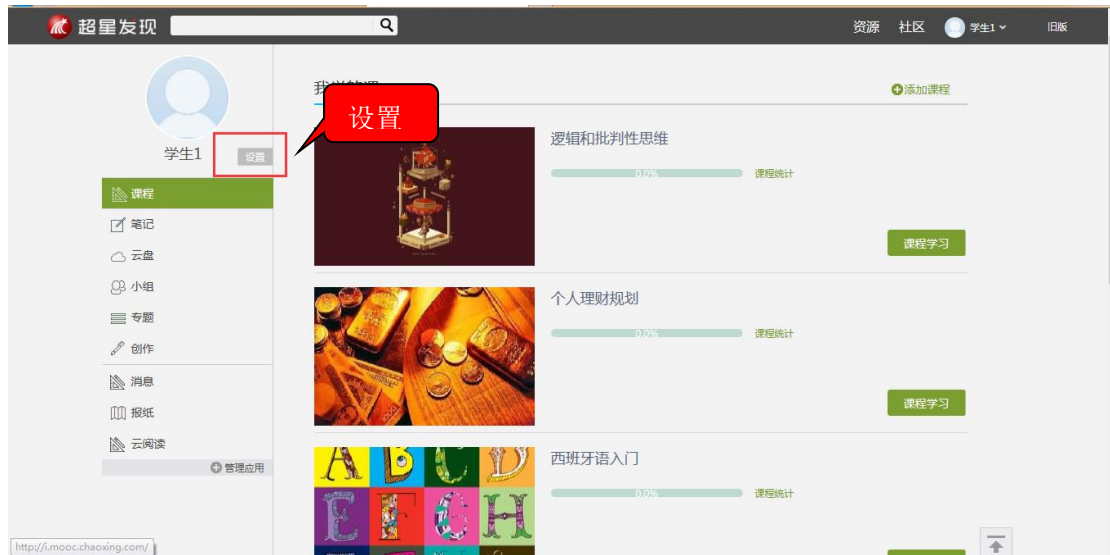 超星发现
资源 社区 学生1 旧版
添加课程
设置
学生1 设置
课程
笔记
云盘
小组
专题
创作
消息
报纸
云阅读
管理应用
逻辑和批判性思维
0.0% 课程统计
课程学习
个人理财规划
0.0% 课程统计
课程学习
A B C D
E F G H
西班牙语入门
0.0% 课程统计
http://i.mooc.chaoxing.com/